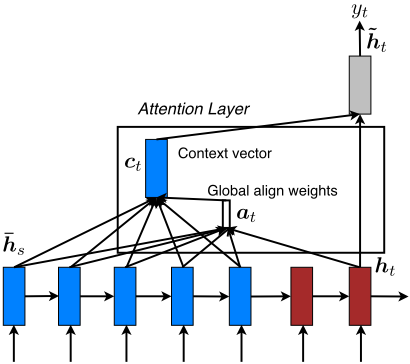 y_t
h̃_t
Attention Layer
c_t
Context vector
Global align weights
a_t
h̄_s
h_t